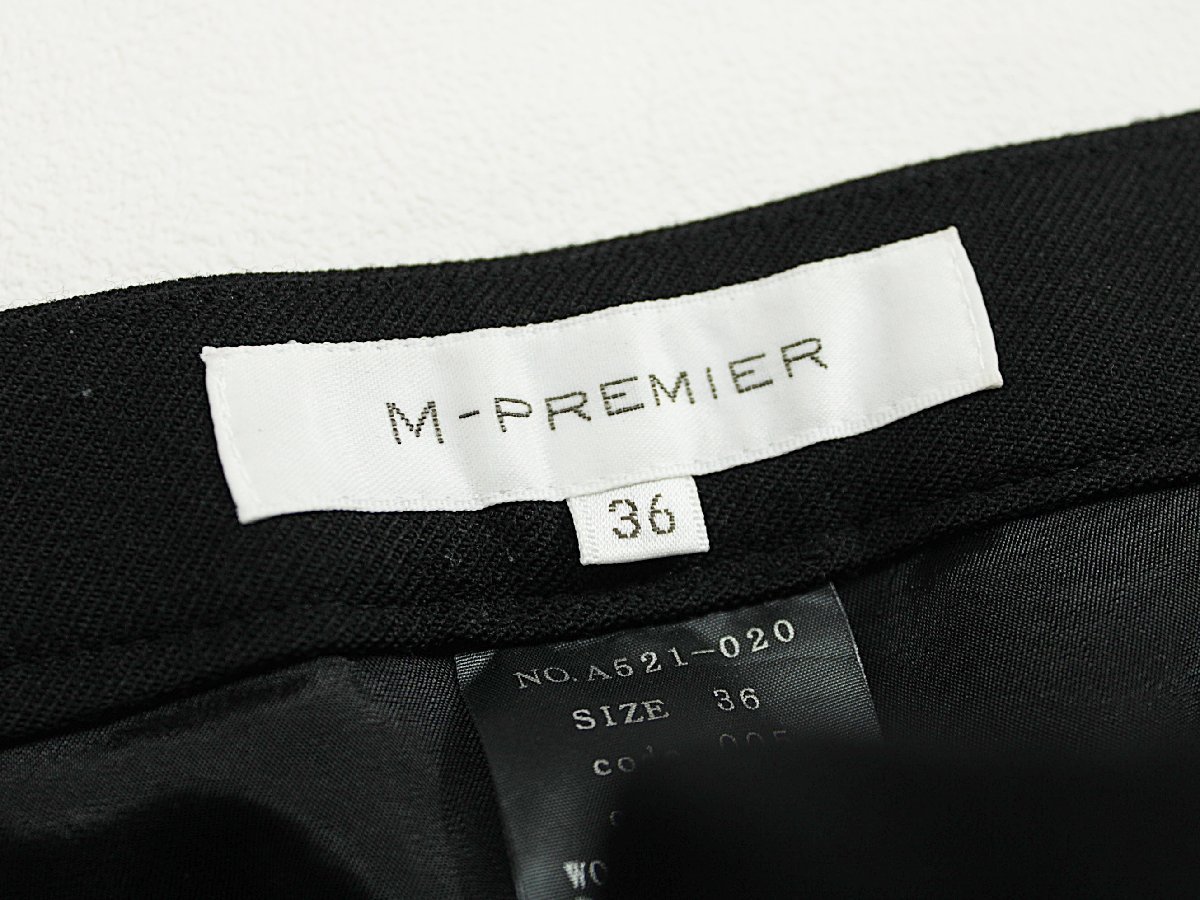 M-PREMIER
36
NO.A521-020
SIZE 36